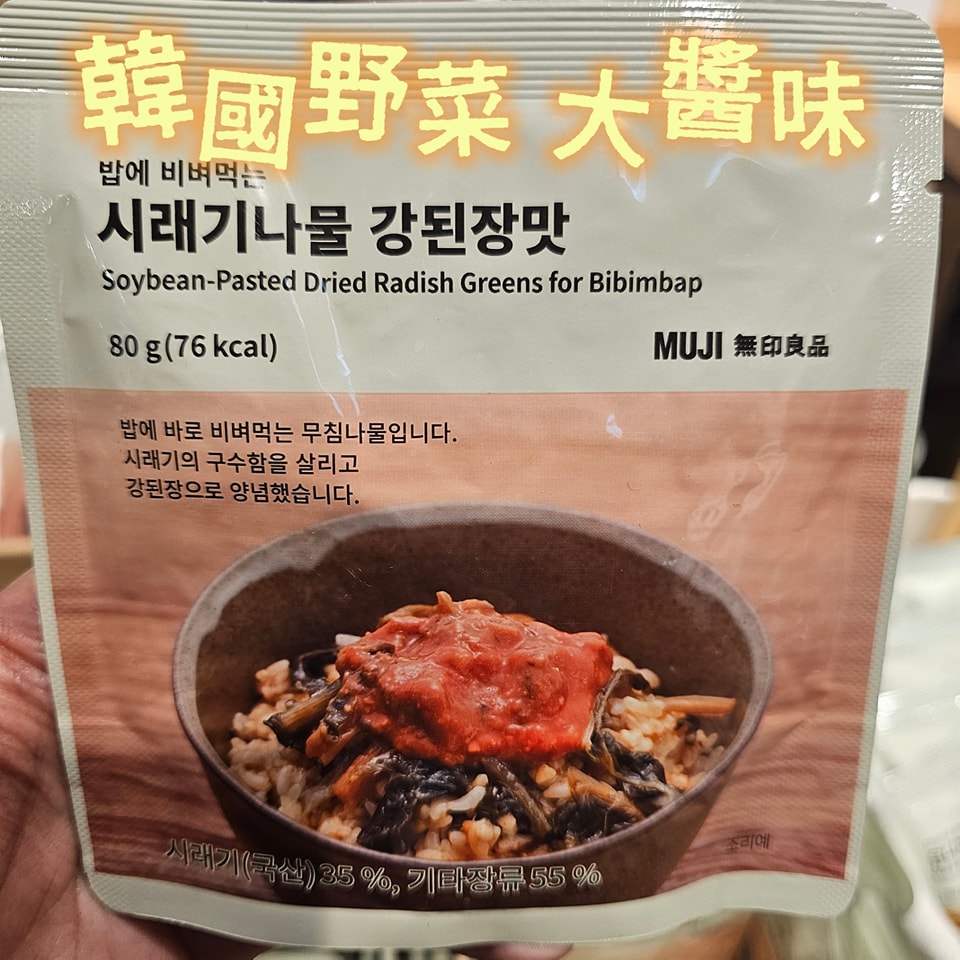 韓國野菜 大醬味
밥에 비벼먹는
시래기나물 강된장맛
Soybean-Pasted Dried Radish Greens for Bibimbap
80 g(76 kcal)
MUJI 無印良品
밥에 바로 비벼먹는 무침나물입니다.
시래기의 구수함을 살리고
강된장으로 양념했습니다.
조리예
시래기(국산)35 %, 기타장류 55 %